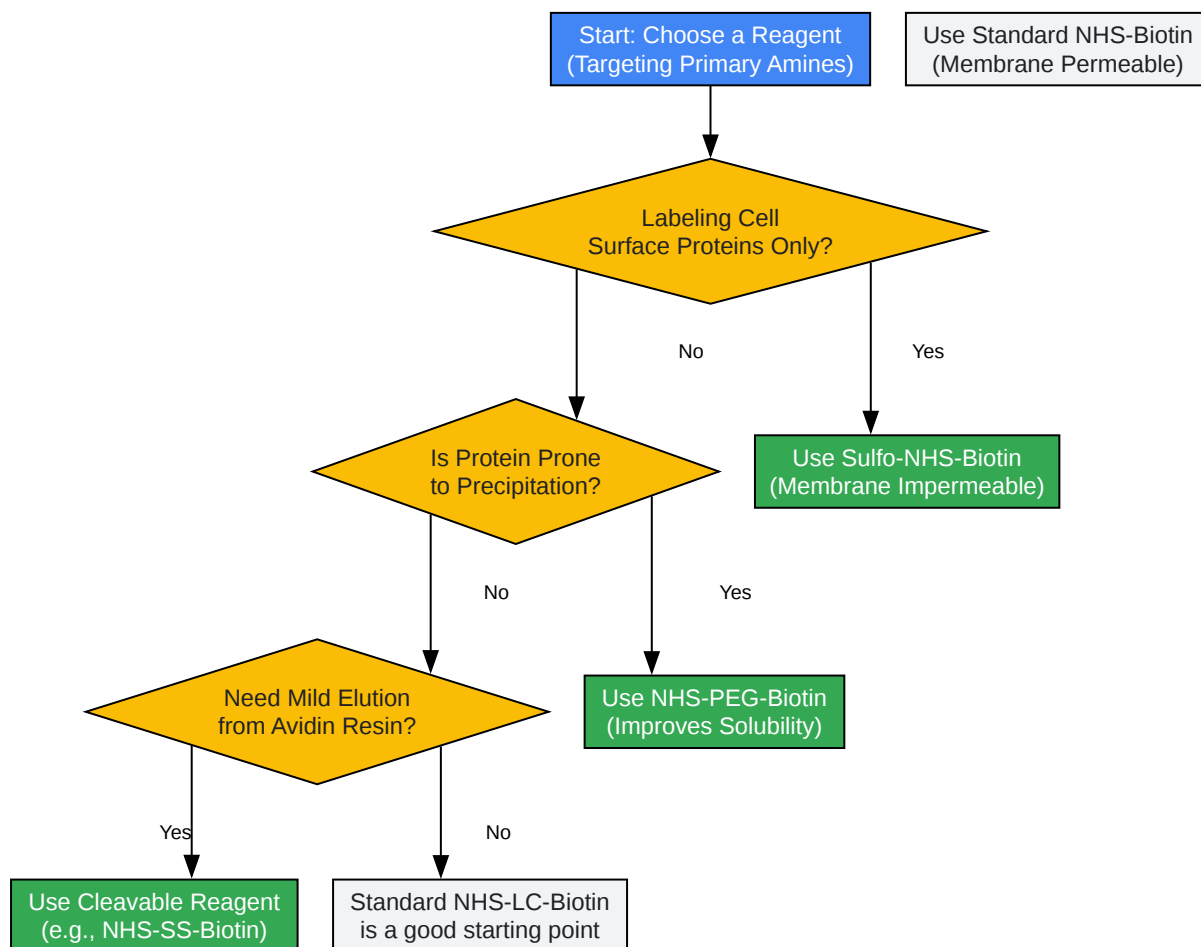 Start: Choose a Reagent
(Targeting Primary Amines)
Use Standard NHS-Biotin
(Membrane Permeable)
Labeling Cell
Surface Proteins Only?
No
Yes
Is Protein Prone
to Precipitation?
Use Sulfo-NHS-Biotin
(Membrane Impermeable)
No
Yes
Need Mild Elution
from Avidin Resin?
Use NHS-PEG-Biotin
(Improves Solubility)
Yes
No
Use Cleavable Reagent
(e.g., NHS-SS-Biotin)
Standard NHS-LC-Biotin
is a good starting point